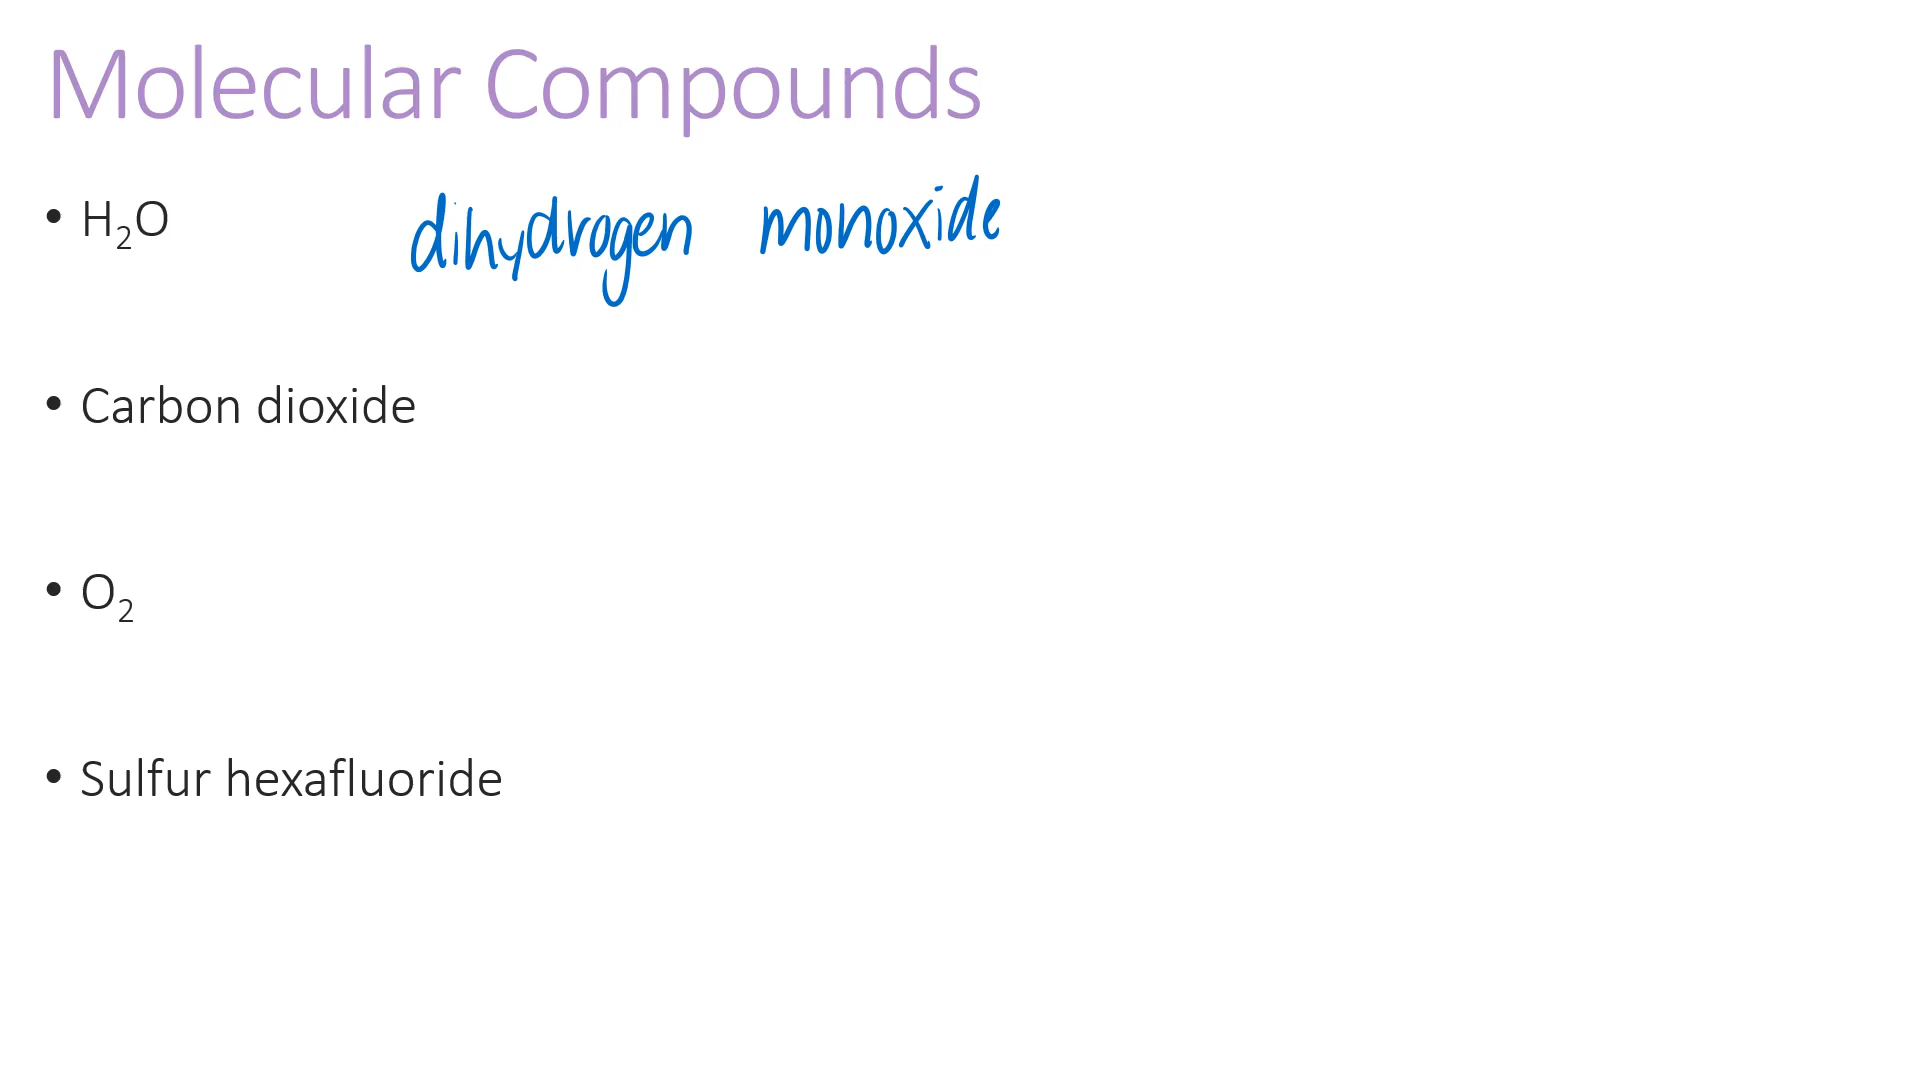 Molecular Compounds
• H₂O dihydrogen monoxide
• Carbon dioxide
• O₂
• Sulfur hexafluoride